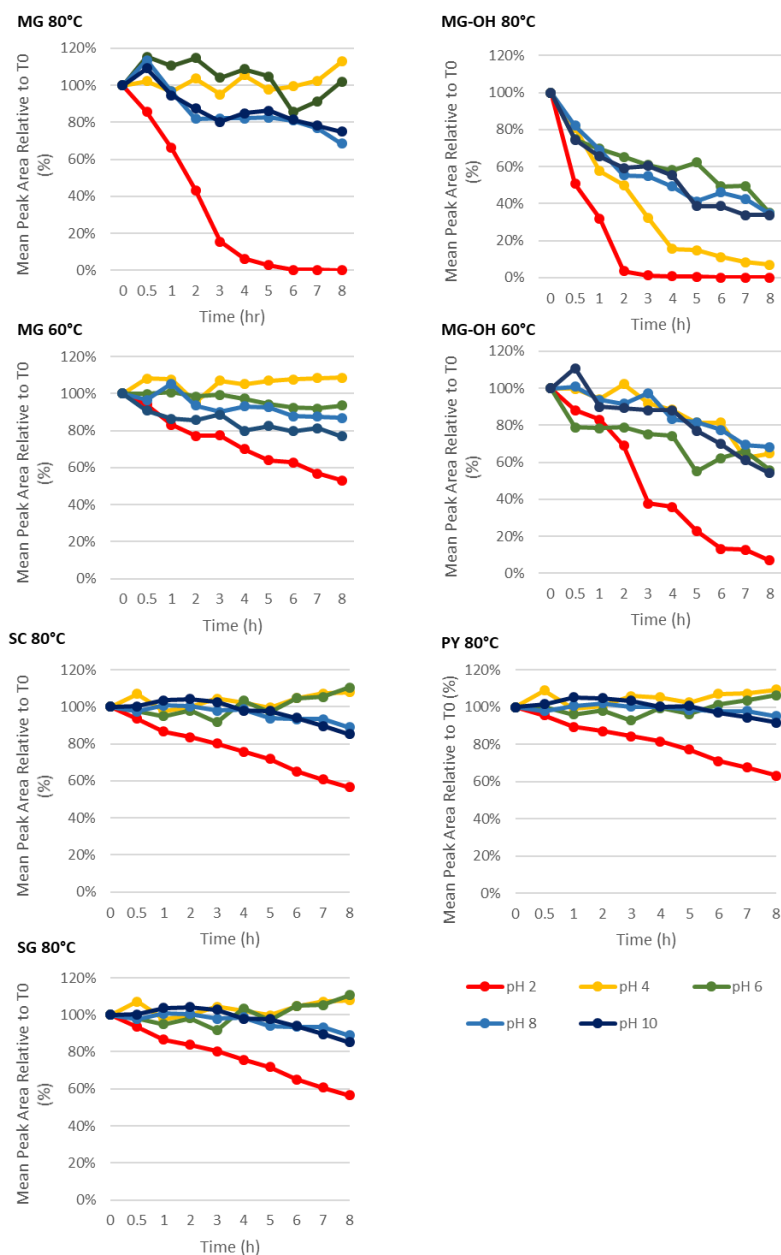 MG 80°C
Mean Peak Area Relative to T0
(%)
120%
100%
80%
60%
40%
20%
0%
0 0.5 1 2 3 4 5 6 7 8
Time (hr)
MG-OH 80°C
Mean Peak Area Relative to T0
(%)
120%
100%
80%
60%
40%
20%
0%
0 0.5 1 2 3 4 5 6 7 8
Time (h)
MG 60°C
Mean Peak Area Relative to T0
(%)
120%
100%
80%
60%
40%
20%
0%
0 0.5 1 2 3 4 5 6 7 8
Time (h)
MG-OH 60°C
Mean Peak Area Relative to T0
(%)
120%
100%
80%
60%
40%
20%
0%
0 0.5 1 2 3 4 5 6 7 8
Time (h)
SC 80°C
Mean Peak Area Relative to T0
(%)
120%
100%
80%
60%
40%
20%
0%
0 0.5 1 2 3 4 5 6 7 8
Time (h)
PY 80°C
Mean Peak Area Relative to T0 (%)
120%
100%
80%
60%
40%
20%
0%
0 0.5 1 2 3 4 5 6 7 8
Time (h)
SG 80°C
Mean Peak Area Relative to T0
(%)
120%
100%
80%
60%
40%
20%
0%
0 0.5 1 2 3 4 5 6 7 8
Time (h)
pH 2 pH 4 pH 6
pH 8 pH 10